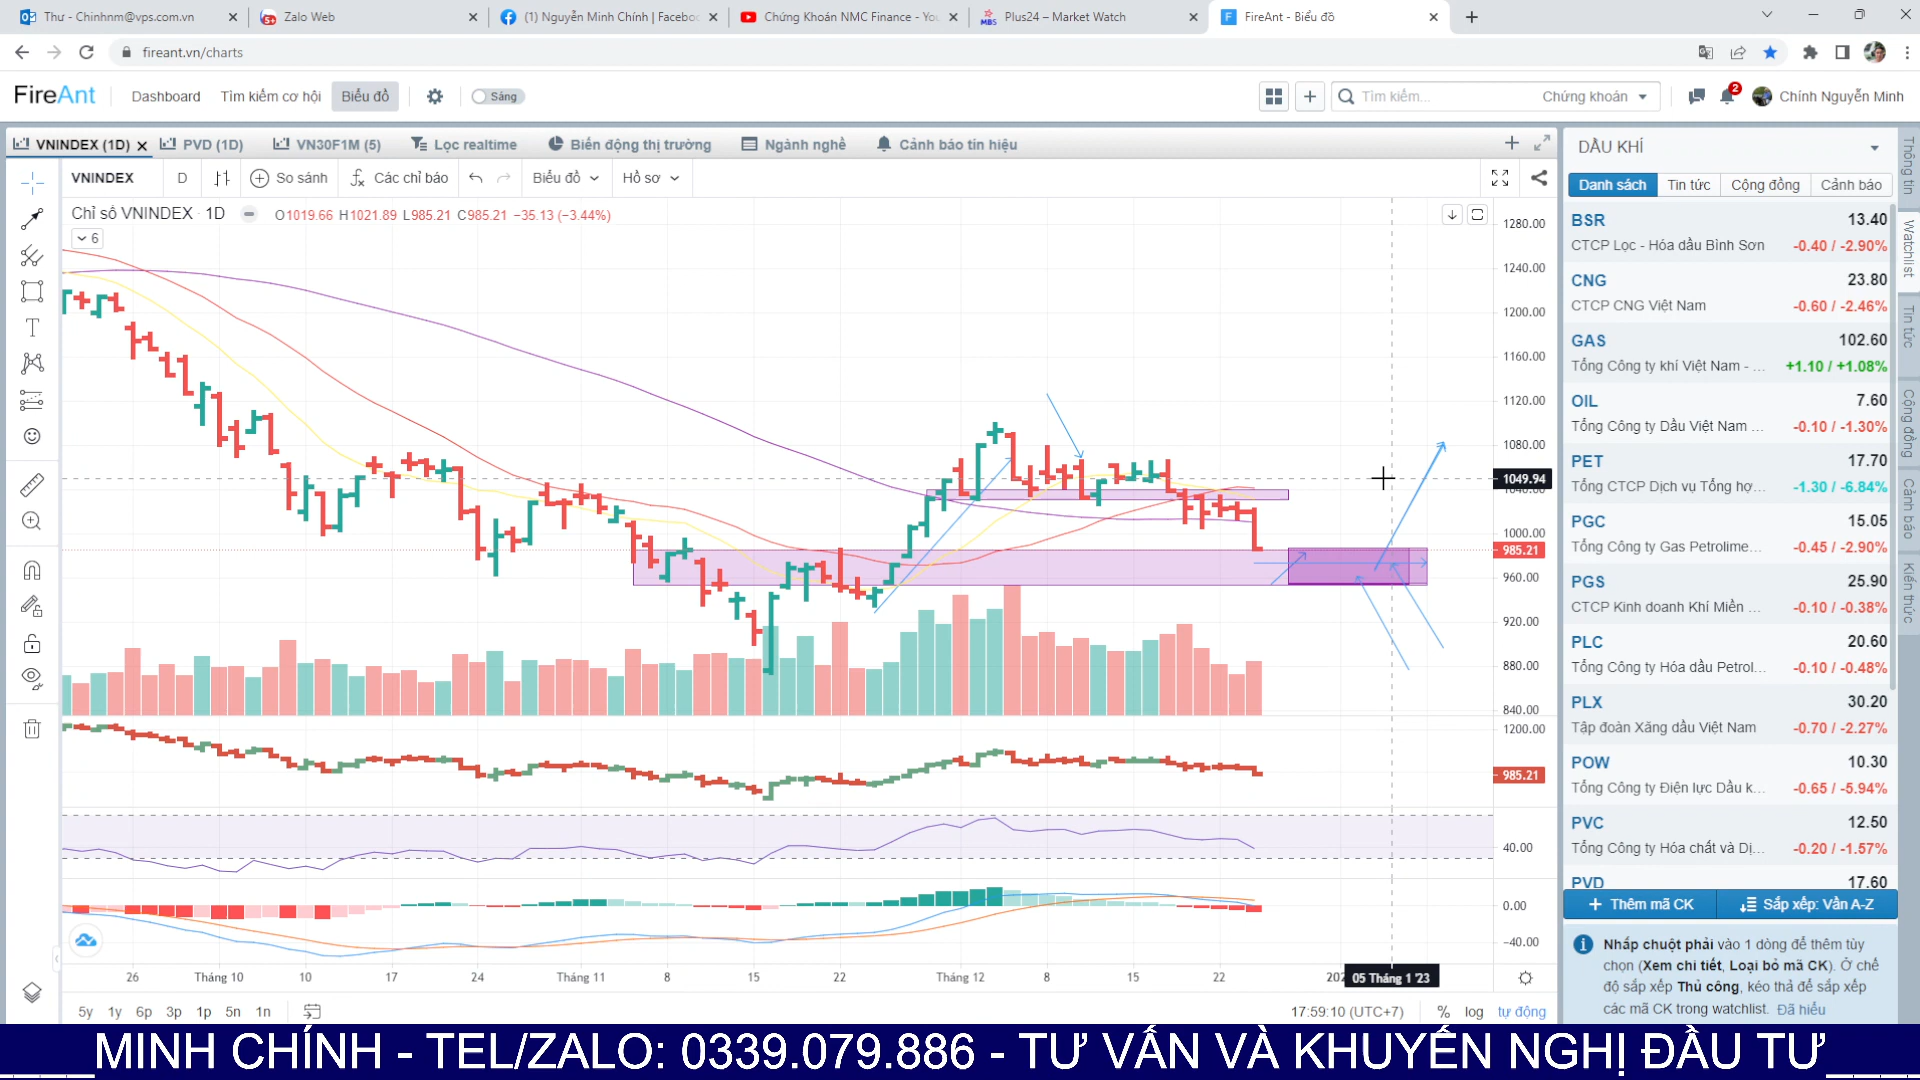 Thư - Chinhnm@vps.com.vn
Zalo Web
(1) Nguyễn Minh Chính | Facebo
Chứng Khoán NMC Finance - You
Plus24 – Market Watch
FireAnt - Biểu đồ
fireant.vn/charts
FireAnt
Dashboard
Tìm kiếm cơ hội
Biểu đồ
Sáng
Tìm kiếm...
Chứng khoán
2
Chính Nguyễn Minh
VNINDEX (1D)
PVD (1D)
VN30F1M (5)
Lọc realtime
Biến động thị trường
Ngành nghề
Cảnh báo tín hiệu
VNINDEX
D
So sánh
Các chỉ báo
Biểu đồ
Hồ sơ
Chỉ số VNINDEX · 1D
O1019.66 H1021.89 L985.21 C985.21 −35.13 (−3.44%)
6
1280.00
1240.00
1200.00
1160.00
1120.00
1080.00
1049.94
1040.00
1000.00
985.21
960.00
920.00
880.00
840.00
1200.00
985.21
40.00
0.00
−40.00
26
Tháng 10
10
17
24
Tháng 11
8
15
22
Tháng 12
8
15
22
202
05 Tháng 1 '23
5y 1y 6p 3p 1p 5n 1n
17:59:10 (UTC+7)
%
log
tự động
DẦU KHÍ
Danh sách
Tin tức
Cộng đồng
Cảnh báo
BSR 13.40
CTCP Lọc - Hóa dầu Bình Sơn -0.40 / -2.90%
CNG 23.80
CTCP CNG Việt Nam -0.60 / -2.46%
GAS 102.60
Tổng Công ty khí Việt Nam - ... +1.10 / +1.08%
OIL 7.60
Tổng Công ty Dầu Việt Nam ... -0.10 / -1.30%
PET 17.70
Tổng CTCP Dịch vụ Tổng hợ... -1.30 / -6.84%
PGC 15.05
Tổng Công ty Gas Petrolime... -0.45 / -2.90%
PGS 25.90
CTCP Kinh doanh Khí Miền ... -0.10 / -0.38%
PLC 20.60
Tổng Công ty Hóa dầu Petrol... -0.10 / -0.48%
PLX 30.20
Tập đoàn Xăng dầu Việt Nam -0.70 / -2.27%
POW 10.30
Tổng Công ty Điện lực Dầu k... -0.65 / -5.94%
PVC 12.50
Tổng Công ty Hóa chất và Dị... -0.20 / -1.57%
PVD 17.60
Thêm mã CK
Sắp xếp: Vần A-Z
Nhấp chuột phải vào 1 dòng để thêm tùy
chọn (Xem chi tiết, Loại bỏ mã CK). Ở chế
độ sắp xếp Thủ công, kéo thả để sắp xếp
các mã CK trong watchlist. Đã hiểu
Thông tin
Watchlist
Tin tức
Cộng đồng
Cảnh báo
Kiến thức
____MINH CHÍNH - TEL/ZALO: 0339.079.886 - TƯ VẤN VÀ KHUYẾN NGHỊ ĐẦU TƯ____